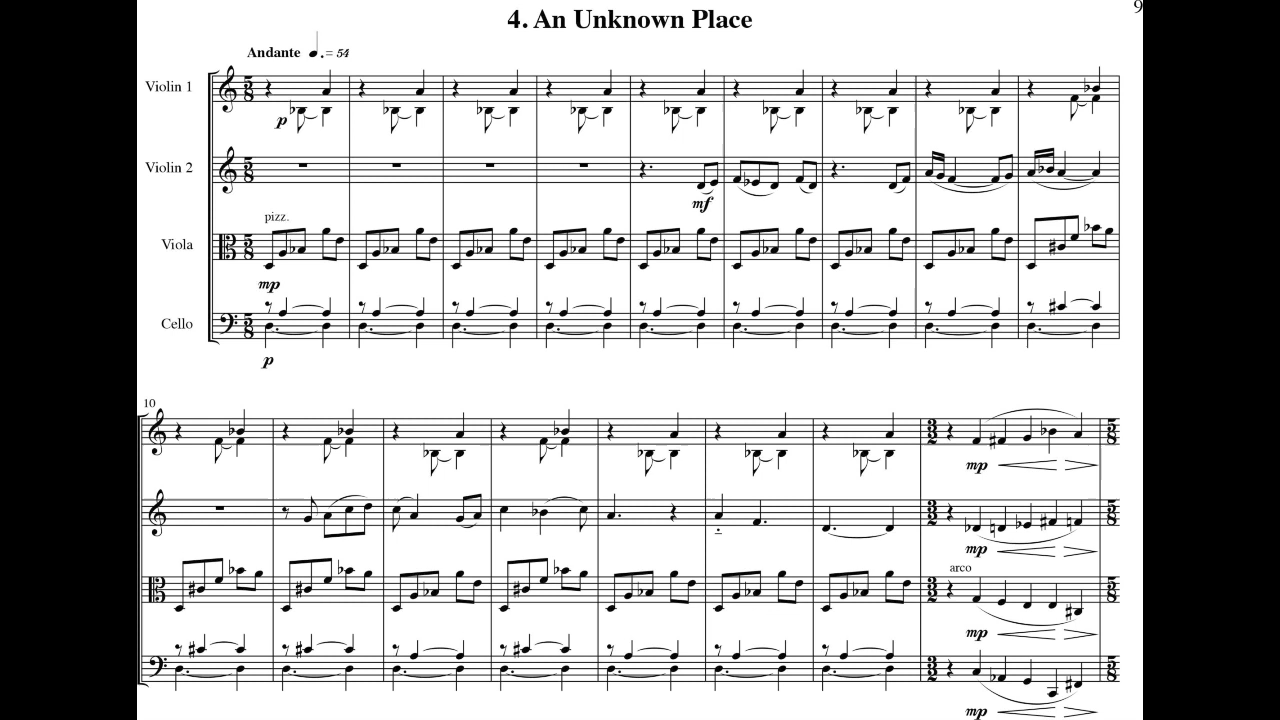 4. An Unknown Place
9
Andante ♩. = 54
Violin 1
p
Violin 2
mf
pizz.
Viola
mp
Cello
p
10
mp
mp
arco
mp
mp